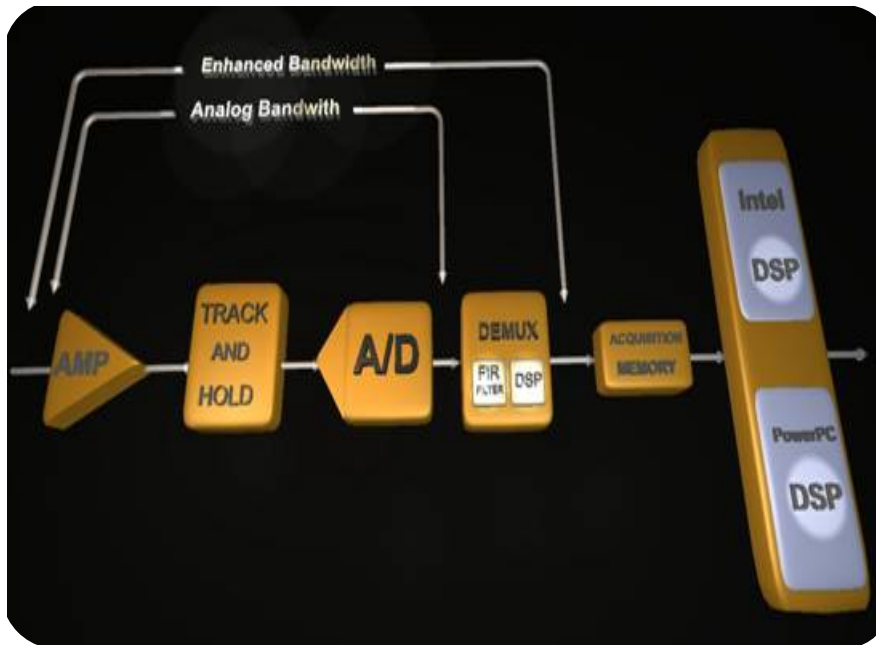 Enhanced Bandwidth
Analog Bandwith
AMP
TRACK
AND
HOLD
A/D
DEMUX
FIR
FILTER
DSP
ACQUISITION
MEMORY
Intel
DSP
PowerPC
DSP